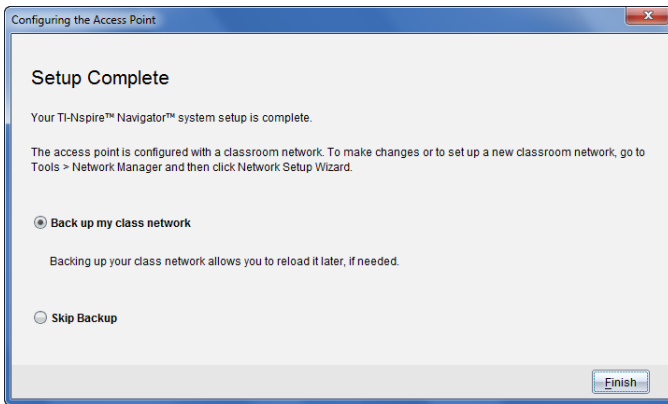 Configuring the Access Point
Setup Complete
Your TI-Nspire™ Navigator™ system setup is complete.
The access point is configured with a classroom network. To make changes or to set up a new classroom network, go to
Tools > Network Manager and then click Network Setup Wizard.
Back up my class network
Backing up your class network allows you to reload it later, if needed.
Skip Backup
Finish